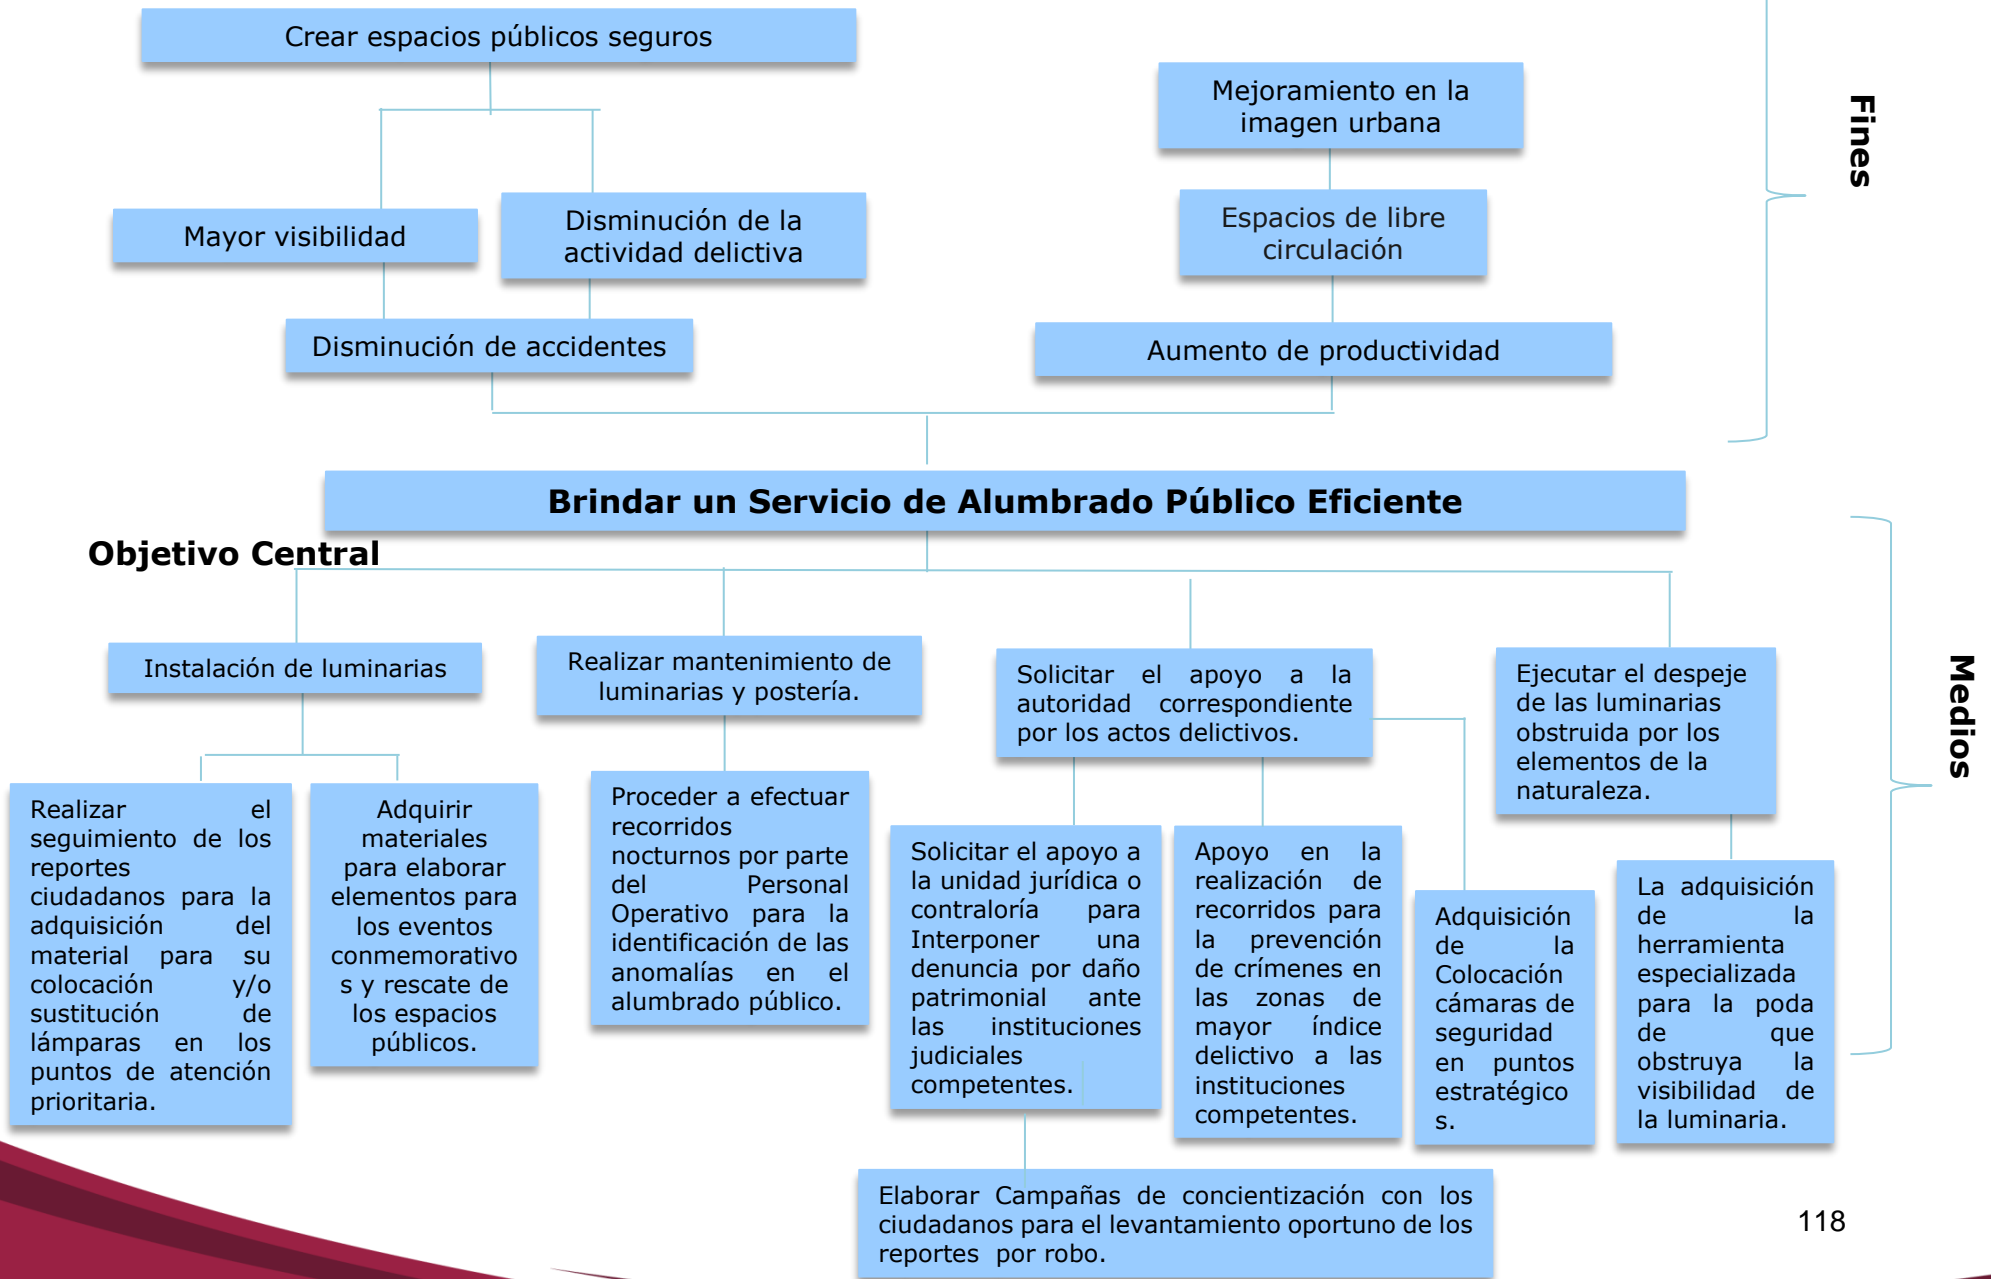 Crear espacios públicos seguros
Mejoramiento en la
imagen urbana
Fines
Mayor visibilidad
Disminución de la
actividad delictiva
Espacios de libre
circulación
Disminución de accidentes
Aumento de productividad
Brindar un Servicio de Alumbrado Público Eficiente
Objetivo Central
Medios
Instalación de luminarias
Realizar mantenimiento de
luminarias y postería.
Solicitar el apoyo a la
autoridad correspondiente
por los actos delictivos.
Ejecutar el despeje
de las luminarias
obstruida por los
elementos de la
naturaleza.
Realizar el
seguimiento de los
reportes
ciudadanos para la
adquisición del
material para su
colocación y/o
sustitución de
lámparas en los
puntos de atención
prioritaria.
Adquirir
materiales
para elaborar
elementos para
los eventos
conmemorativo
s y rescate de
los espacios
públicos.
Proceder a efectuar
recorridos
nocturnos por parte
del Personal
Operativo para la
identificación de las
anomalías en el
alumbrado público.
Solicitar el apoyo a
la unidad jurídica o
contraloría para
Interponer una
denuncia por daño
patrimonial ante
las instituciones
judiciales
competentes.
Apoyo en la
realización de
recorridos para
la prevención
de crímenes en
las zonas de
mayor índice
delictivo a las
instituciones
competentes.
Adquisición
de la
Colocación
cámaras de
seguridad
en puntos
estratégico
s.
La adquisición
de la
herramienta
especializada
para la poda
de que
obstruya la
visibilidad de
la luminaria.
Elaborar Campañas de concientización con los
ciudadanos para el levantamiento oportuno de los
reportes por robo.
118